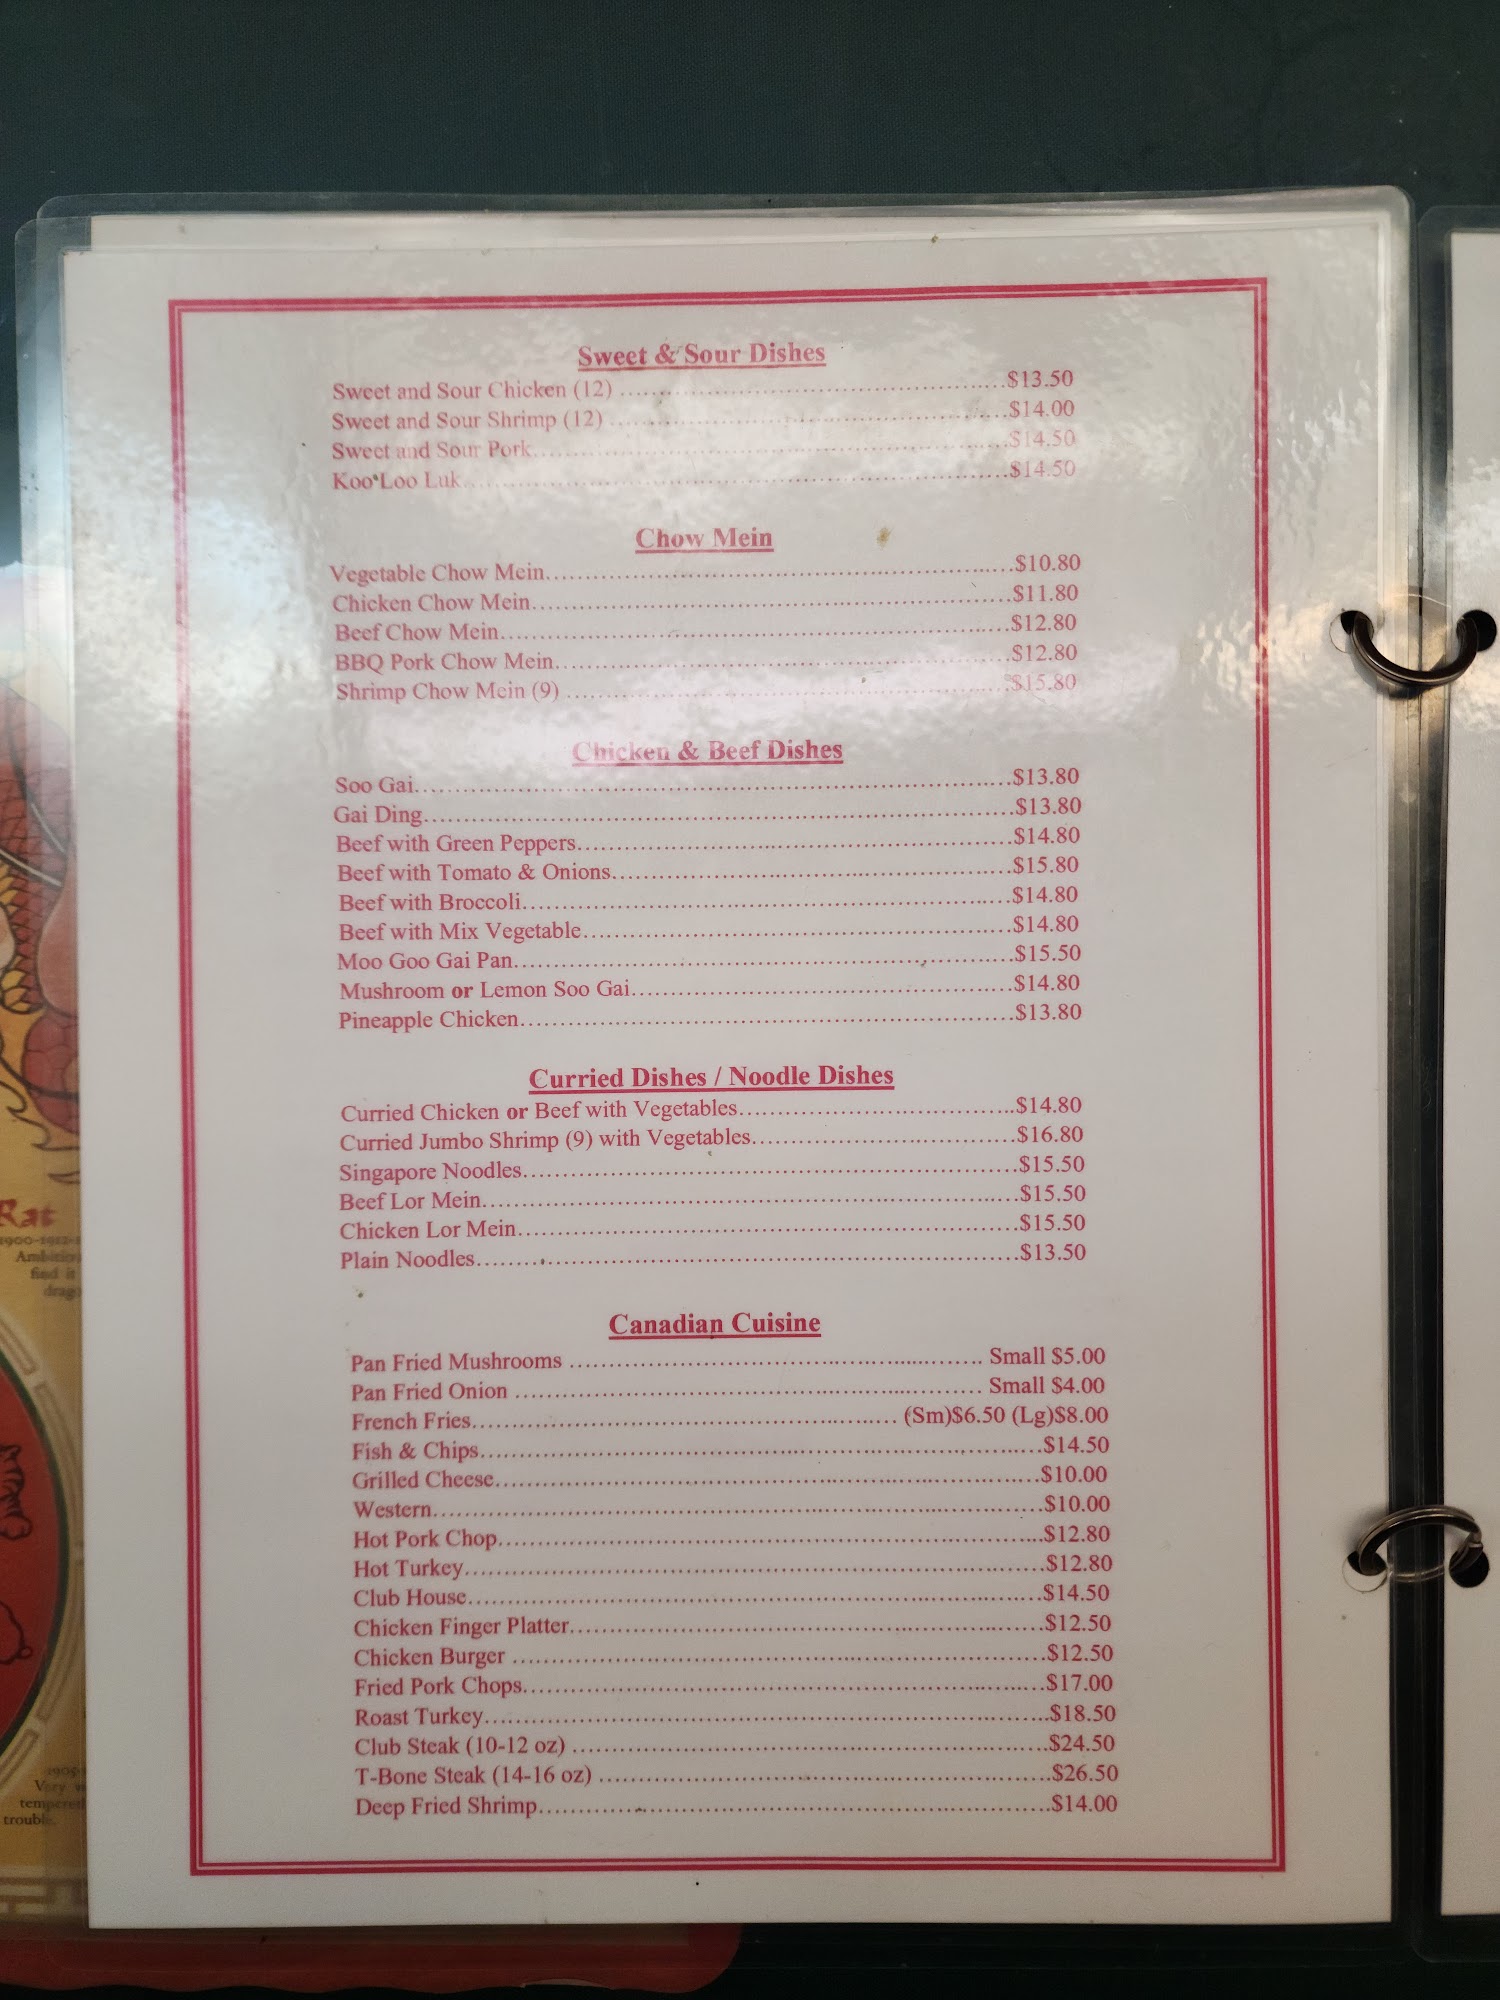 Sweet & Sour Dishes
Sweet and Sour Chicken (12) ....................$13.50
Sweet and Sour Shrimp (12) ....................$14.00
Sweet and Sour Pork....................$14.50
Koo Loo Luk....................$14.50
Chow Mein
Vegetable Chow Mein....................$10.80
Chicken Chow Mein....................$11.80
Beef Chow Mein....................$12.80
BBQ Pork Chow Mein....................$12.80
Shrimp Chow Mein (9) ....................$15.80
Chicken & Beef Dishes
Soo Gai....................$13.80
Gai Ding....................$13.80
Beef with Green Peppers....................$14.80
Beef with Tomato & Onions....................$15.80
Beef with Broccoli....................$14.80
Beef with Mix Vegetable....................$14.80
Moo Goo Gai Pan....................$15.50
Mushroom or Lemon Soo Gai....................$14.80
Pineapple Chicken....................$13.80
Curried Dishes / Noodle Dishes
Curried Chicken or Beef with Vegetables....................$14.80
Curried Jumbo Shrimp (9) with Vegetables....................$16.80
Singapore Noodles....................$15.50
Beef Lor Mein....................$15.50
Chicken Lor Mein....................$15.50
Plain Noodles....................$13.50
Canadian Cuisine
Pan Fried Mushrooms .................... Small $5.00
Pan Fried Onion .................... Small $4.00
French Fries.................... (Sm)$6.50 (Lg)$8.00
Fish & Chips....................$14.50
Grilled Cheese....................$10.00
Western....................$10.00
Hot Pork Chop....................$12.80
Hot Turkey....................$12.80
Club House....................$14.50
Chicken Finger Platter....................$12.50
Chicken Burger ....................$12.50
Fried Pork Chops....................$17.00
Roast Turkey....................$18.50
Club Steak (10-12 oz) ....................$24.50
T-Bone Steak (14-16 oz) ....................$26.50
Deep Fried Shrimp....................$14.00
Rat
find it
Very
trouble.